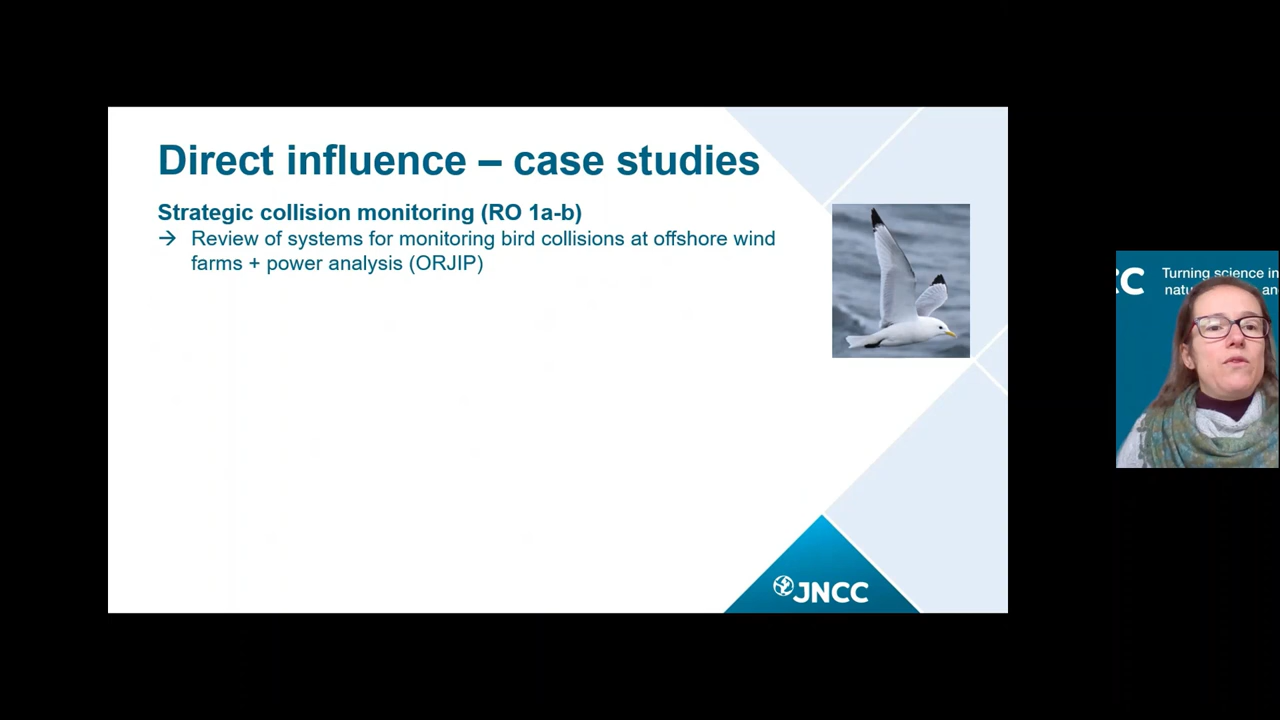 Direct influence – case studies
Strategic collision monitoring (RO 1a-b)
→ Review of systems for monitoring bird collisions at offshore wind
farms + power analysis (ORJIP)
JNCC
CC
Turning science in